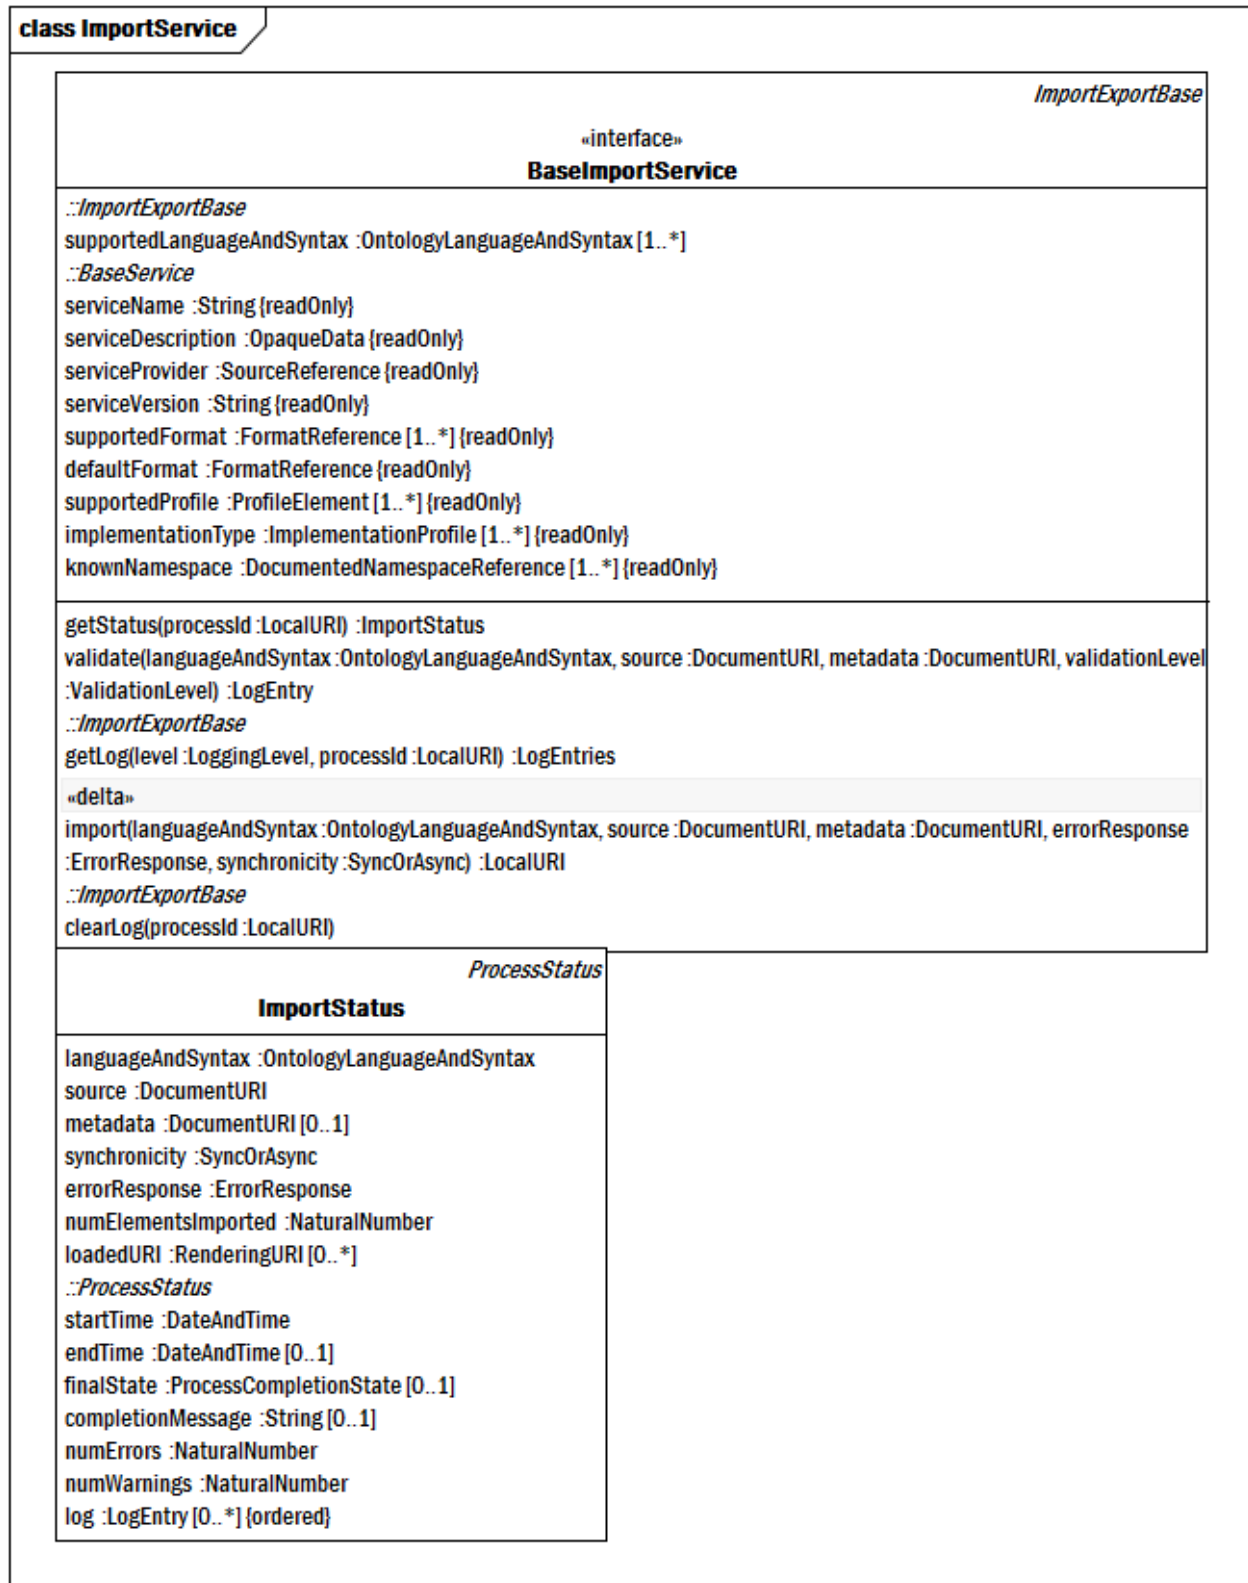 class ImportService
ImportExportBase
«interface»
BaseImportService
::ImportExportBase
supportedLanguageAndSyntax :OntologyLanguageAndSyntax [1..*]
::BaseService
serviceName :String {readOnly}
serviceDescription :OpaqueData {readOnly}
serviceProvider :SourceReference {readOnly}
serviceVersion :String {readOnly}
supportedFormat :FormatReference [1..*] {readOnly}
defaultFormat :FormatReference {readOnly}
supportedProfile :ProfileElement [1..*] {readOnly}
implementationType :ImplementationProfile [1..*] {readOnly}
knownNamespace :DocumentedNamespaceReference [1..*] {readOnly}
getStatus(processId :LocalURI) :ImportStatus
validate(languageAndSyntax :OntologyLanguageAndSyntax, source :DocumentURI, metadata :DocumentURI, validationLevel
:ValidationLevel) :LogEntry
::ImportExportBase
getLog(level :LoggingLevel, processId :LocalURI) :LogEntries
«delta»
import(languageAndSyntax :OntologyLanguageAndSyntax, source :DocumentURI, metadata :DocumentURI, errorResponse
:ErrorResponse, synchronicity :SyncOrAsync) :LocalURI
::ImportExportBase
clearLog(processId :LocalURI)
ProcessStatus
ImportStatus
languageAndSyntax :OntologyLanguageAndSyntax
source :DocumentURI
metadata :DocumentURI [0..1]
synchronicity :SyncOrAsync
errorResponse :ErrorResponse
numElementsImported :NaturalNumber
loadedURI :RenderingURI [0..*]
::ProcessStatus
startTime :DateAndTime
endTime :DateAndTime [0..1]
finalState :ProcessCompletionState [0..1]
completionMessage :String [0..1]
numErrors :NaturalNumber
numWarnings :NaturalNumber
log :LogEntry [0..*] {ordered}